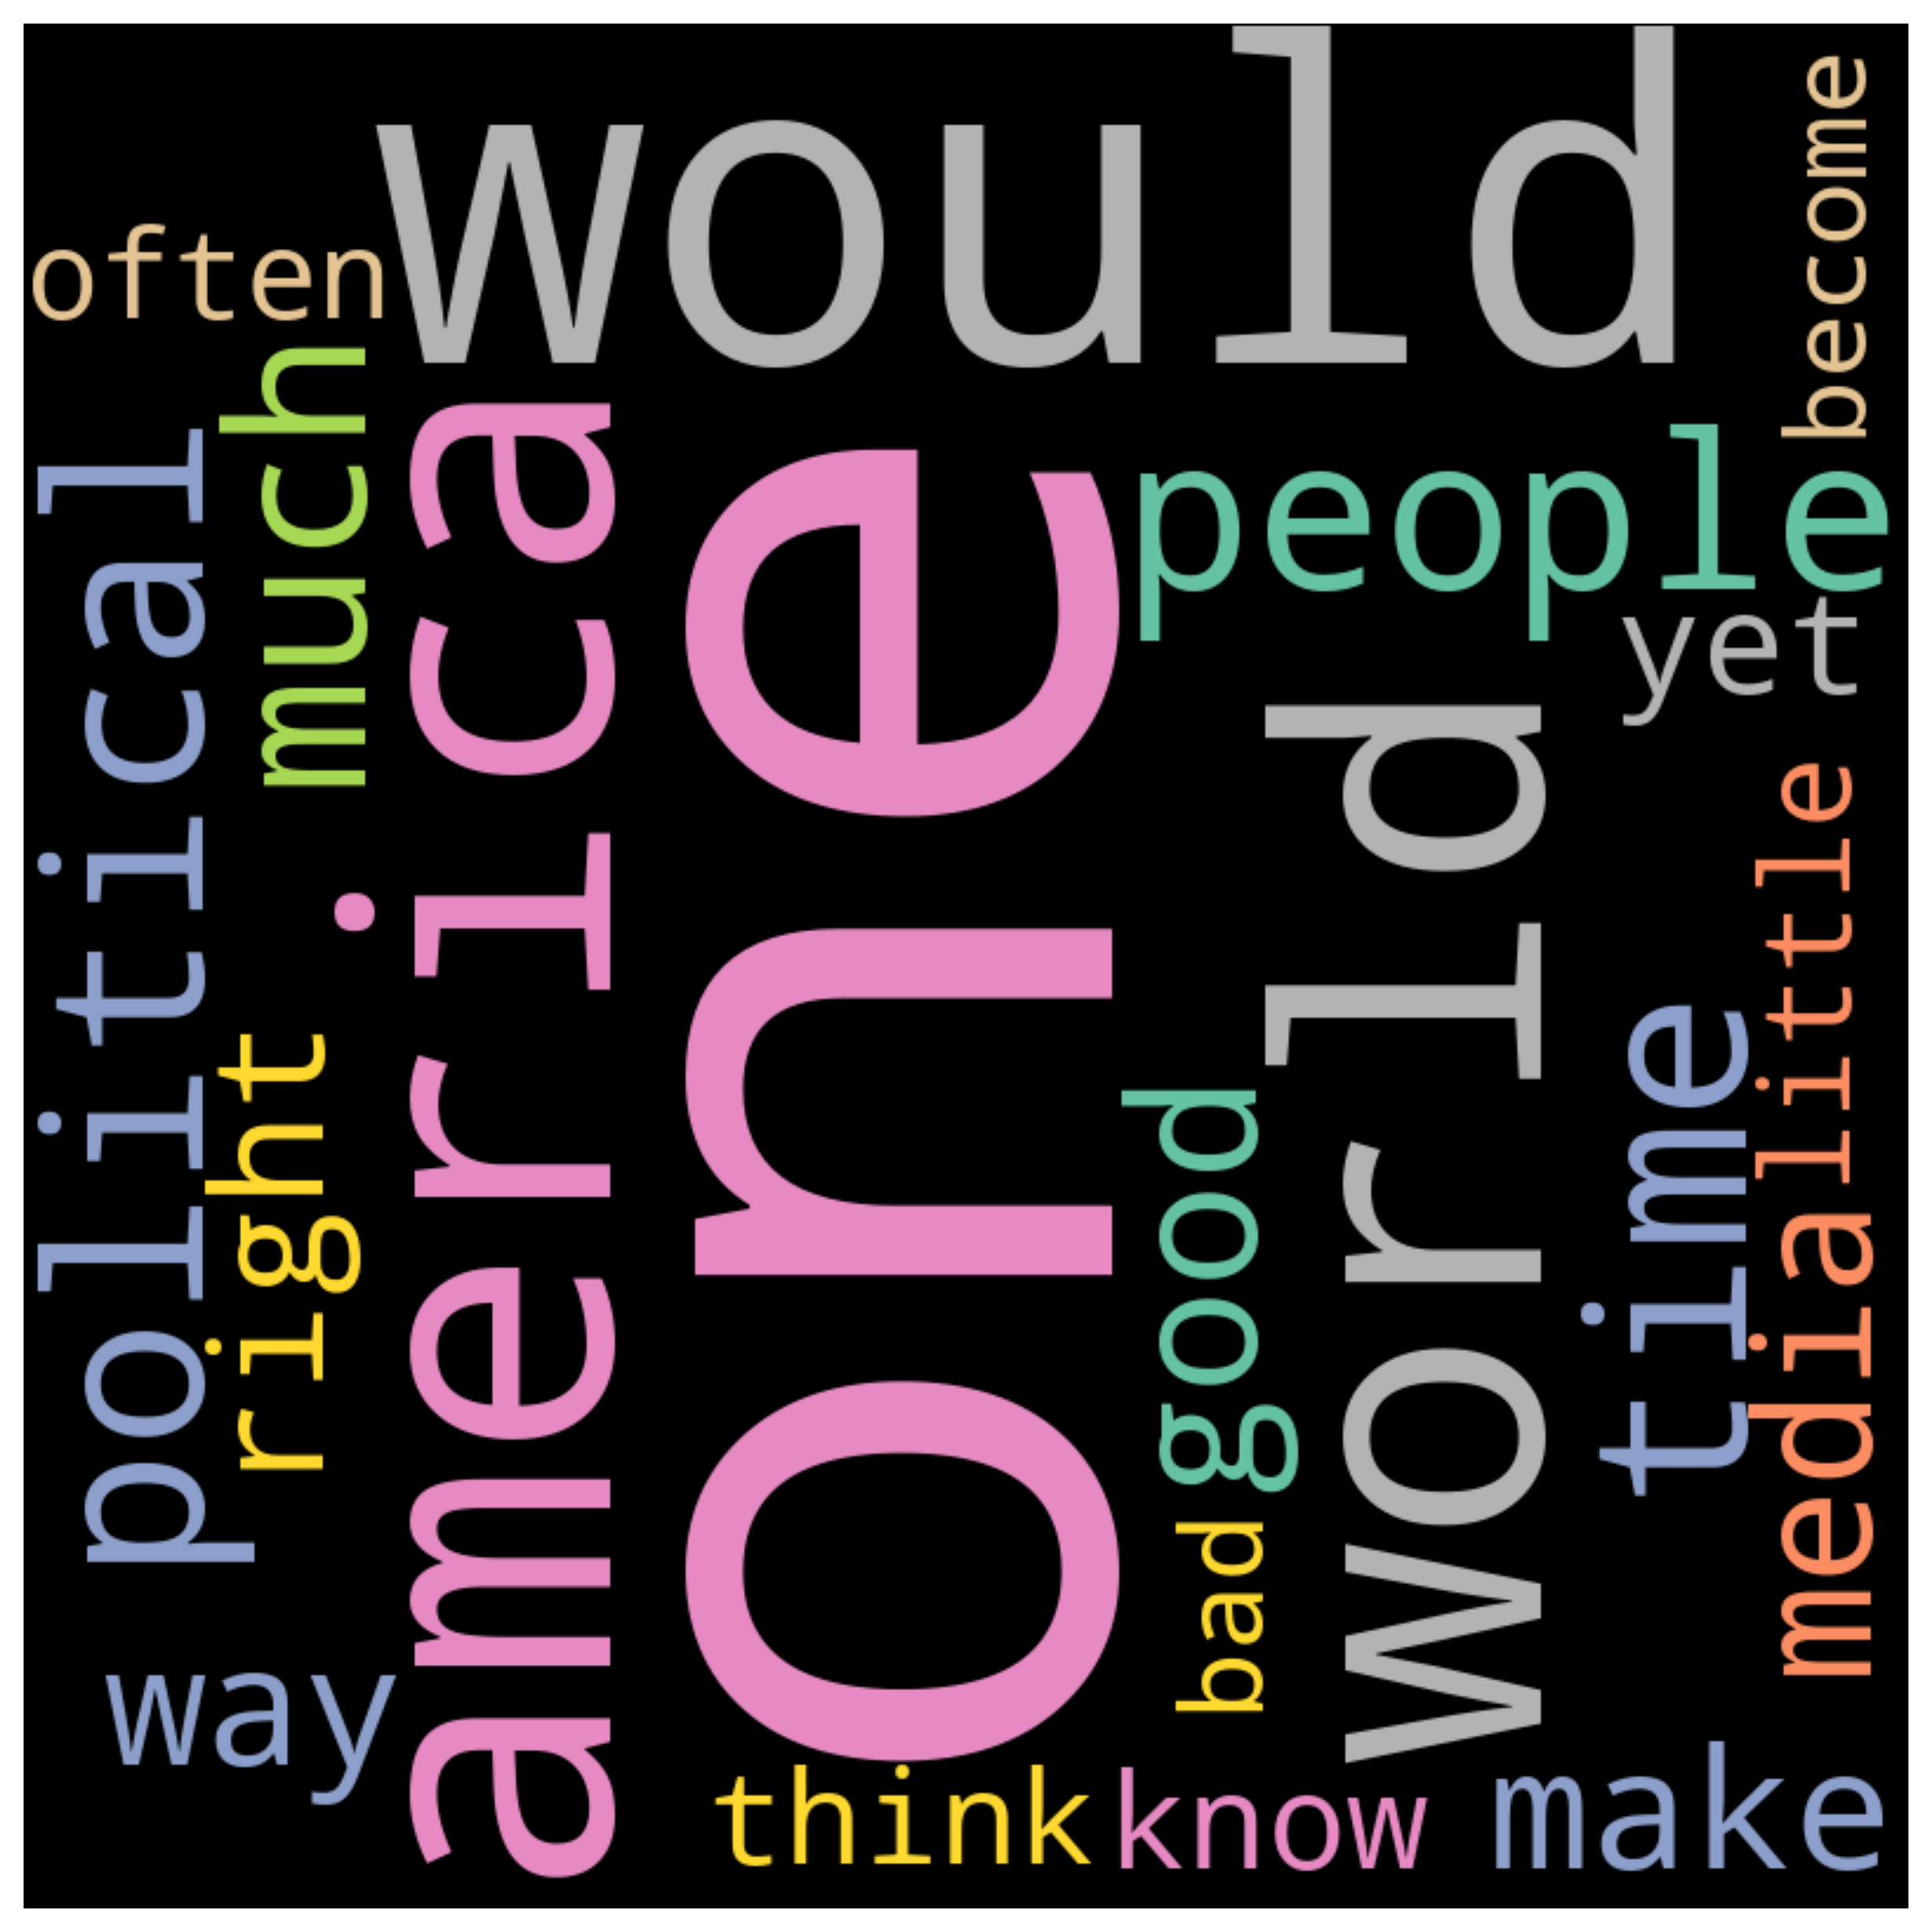 would
become
often
much
america
one
people
political
yet
world
little
time
right
good
media
bad
way
think
know
make